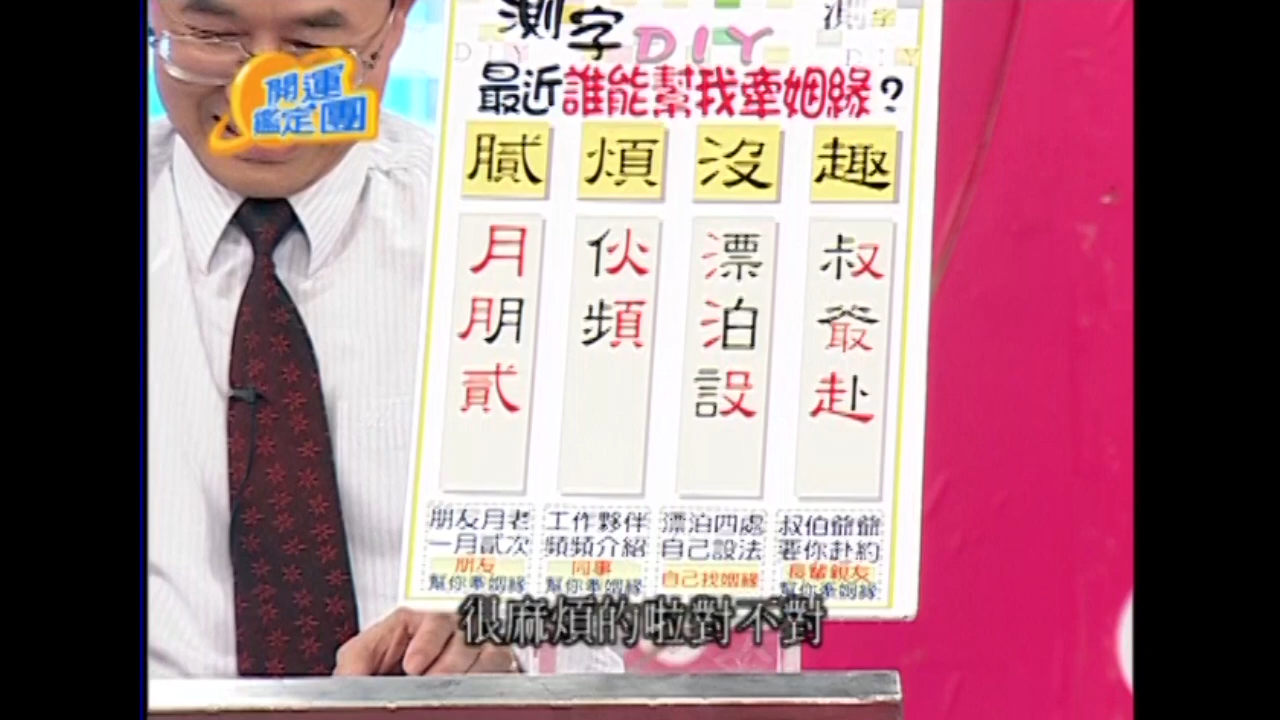 測字DIY
測字
DIY
DIY
開運
鑑定團
最近誰能幫我牽姻緣?
膩 煩 沒 趣
月 伙 漂 叔
朋 頻 泊 爺
貳 設 赴
朋友月老 工作夥伴 漂泊四處 叔伯爺爺
一月貳次 頻頻介紹 自己設法 要你赴約
朋友 同事 自己找姻緣 長輩親友
幫你牽姻緣 幫你牽姻緣 幫你牽姻緣
很麻煩的啦對不對